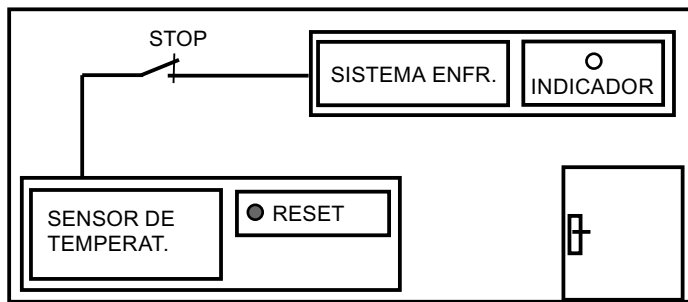 STOP
SISTEMA ENFR.
INDICADOR
SENSOR DE
TEMPERAT.
RESET